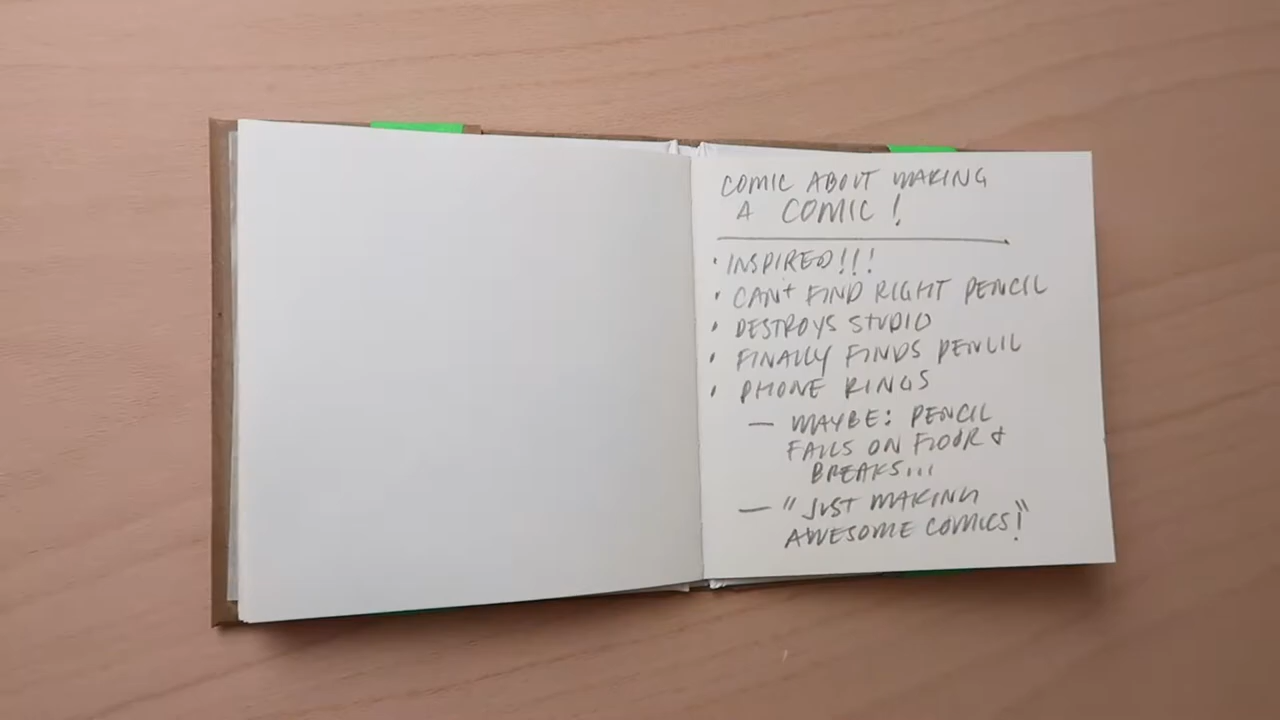 COMIC ABOUT MAKING
A COMIC!
• INSPIRED!!!
• CAN'T FIND RIGHT PENCIL
• DESTROYS STUDIO
• FINALLY FINDS PENCIL
• PHONE RINGS
— MAYBE: PENCIL
FALLS ON FLOOR &
BREAKS...
— "JUST MAKING
AWESOME COMICS!"